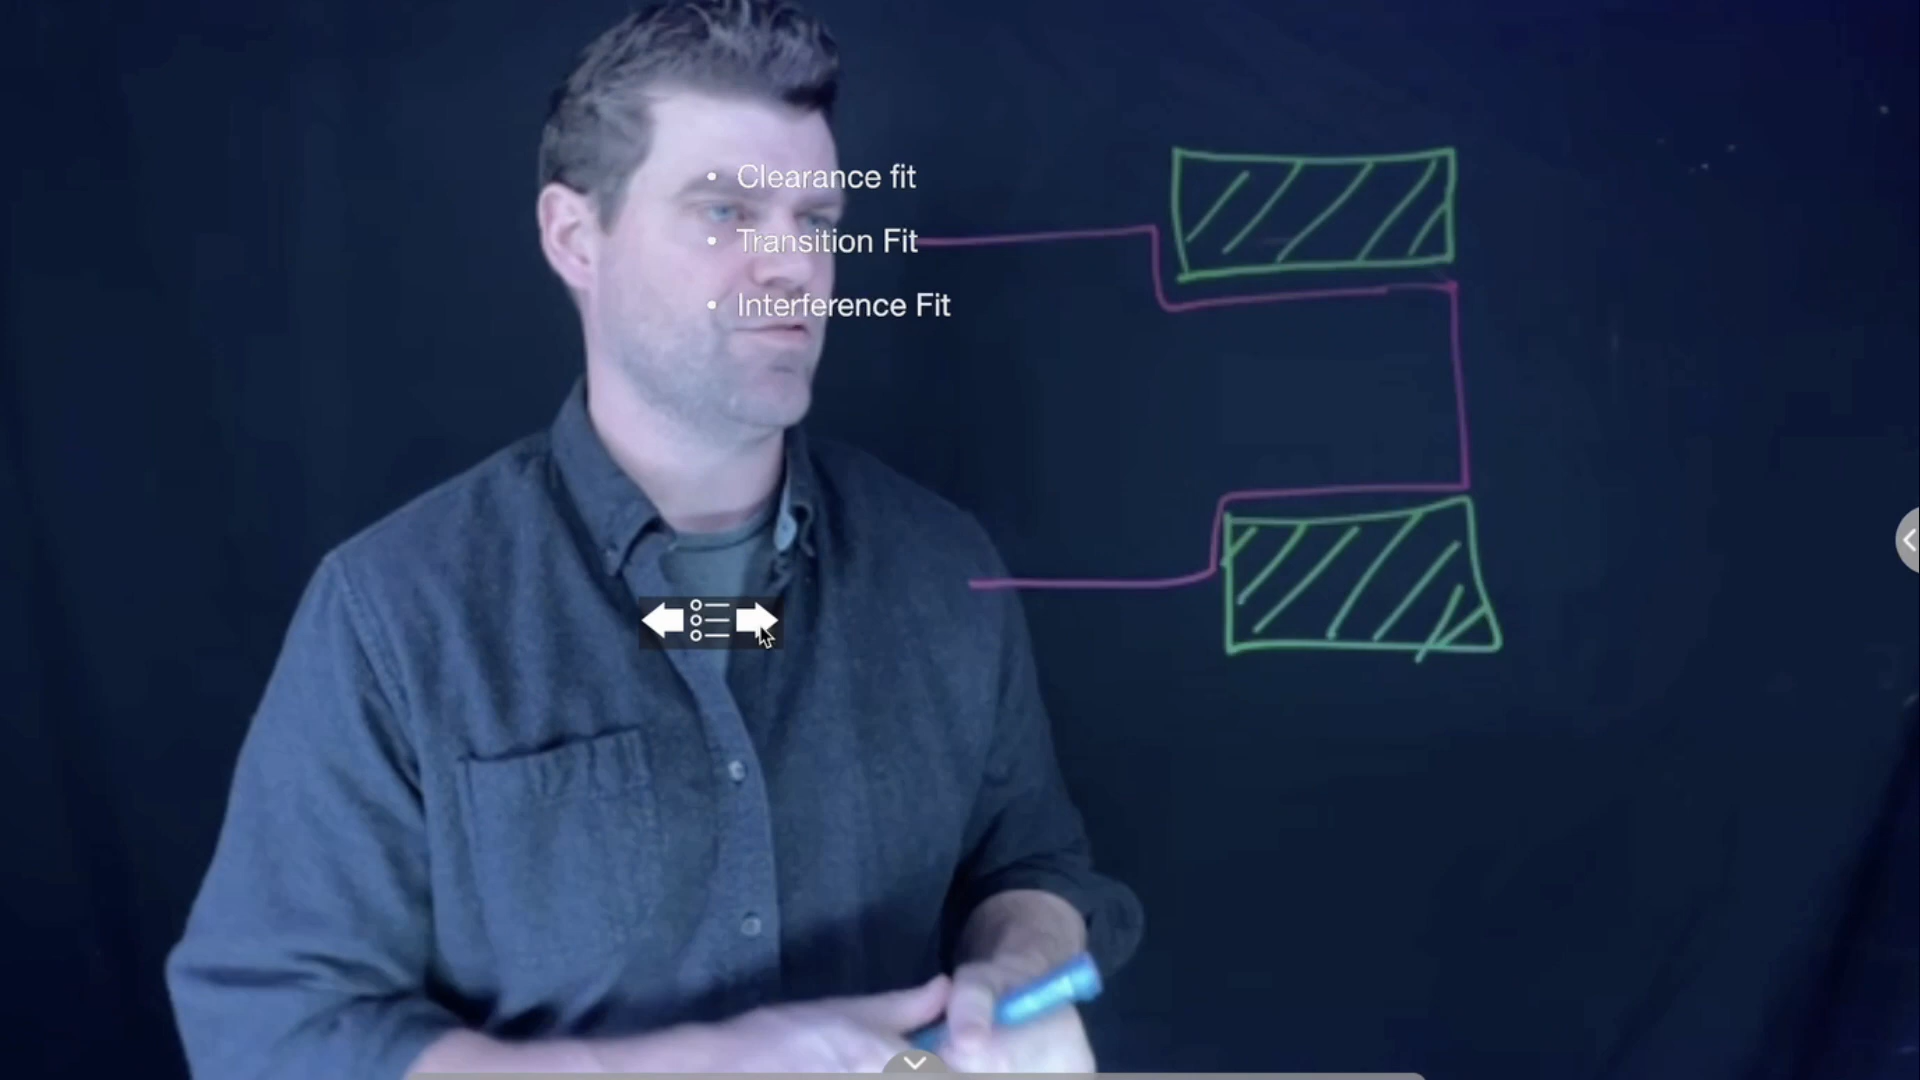 • Clearance fit
• Transition Fit
• Interference Fit